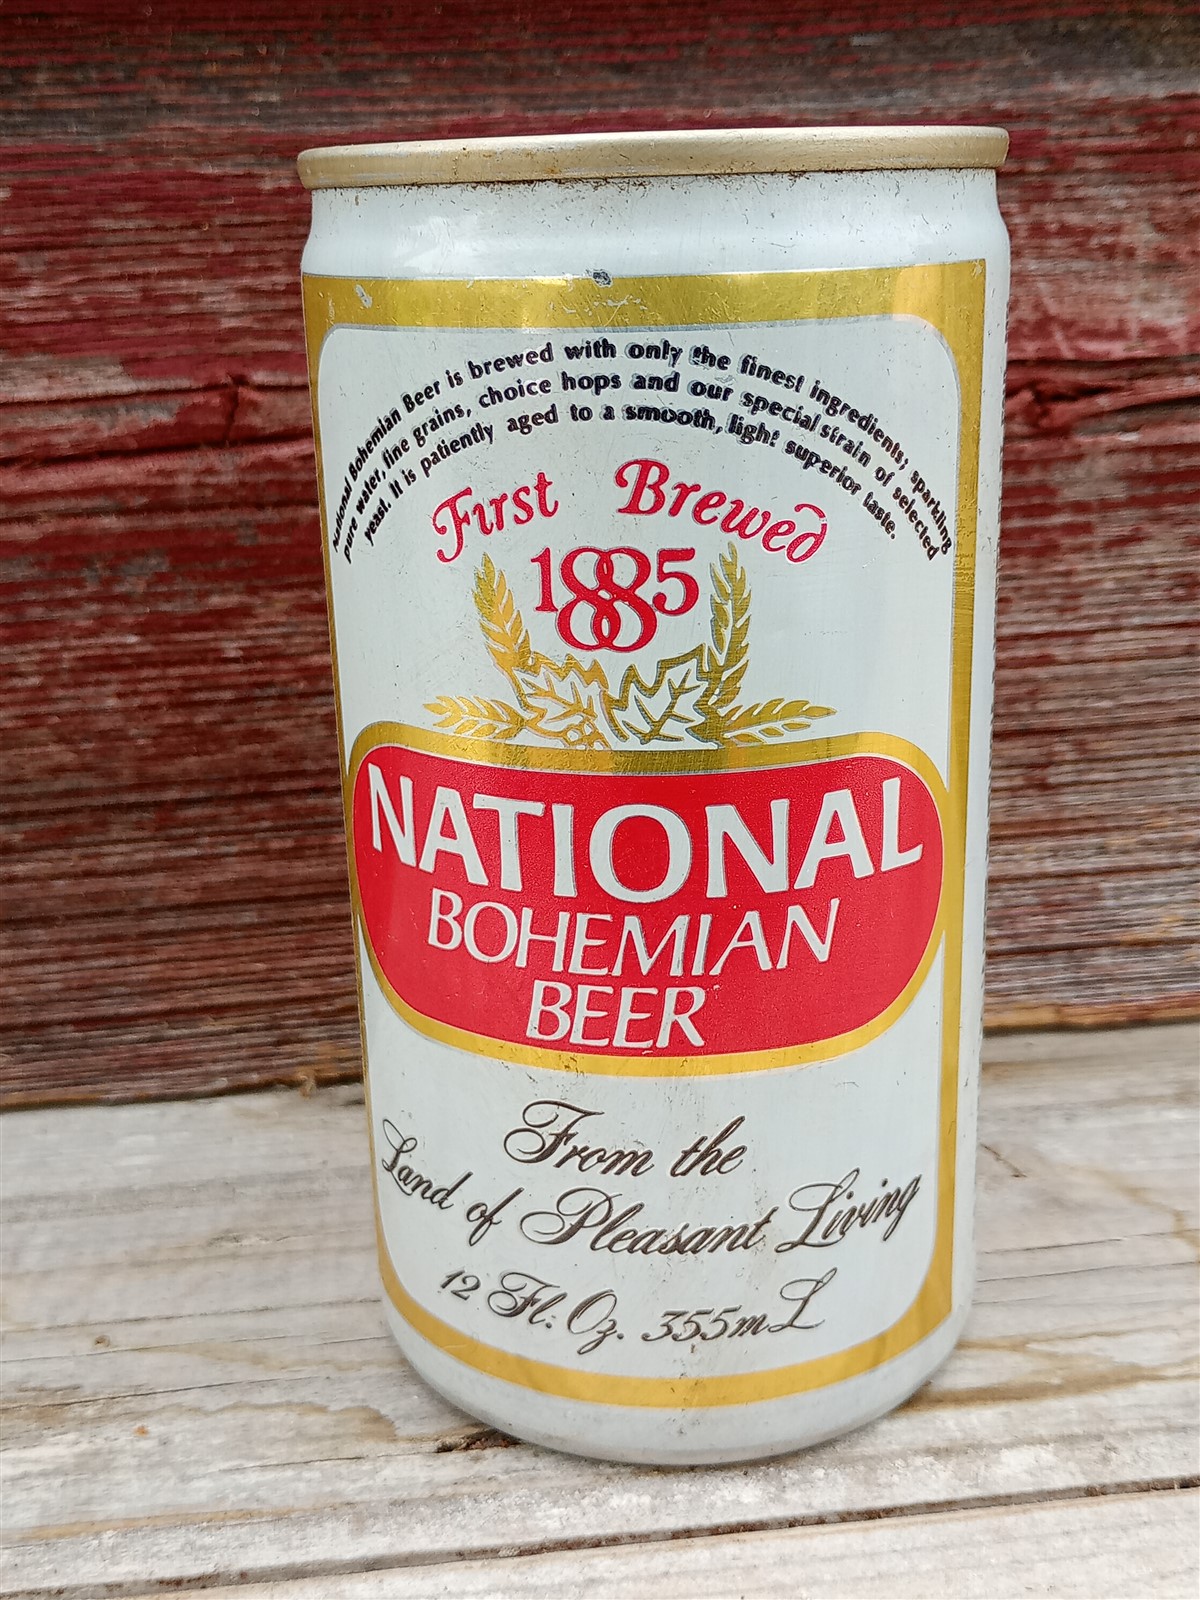 National Bohemian Beer is brewed with only the finest ingredients; sparkling
pure water, fine grains, choice hops and our special strain of selected
yeast. It is patiently aged to a smooth, light superior taste.
First Brewed
1885
NATIONAL
BOHEMIAN
BEER
From the
Land of Pleasant Living
12 Fl. Oz. 355mL